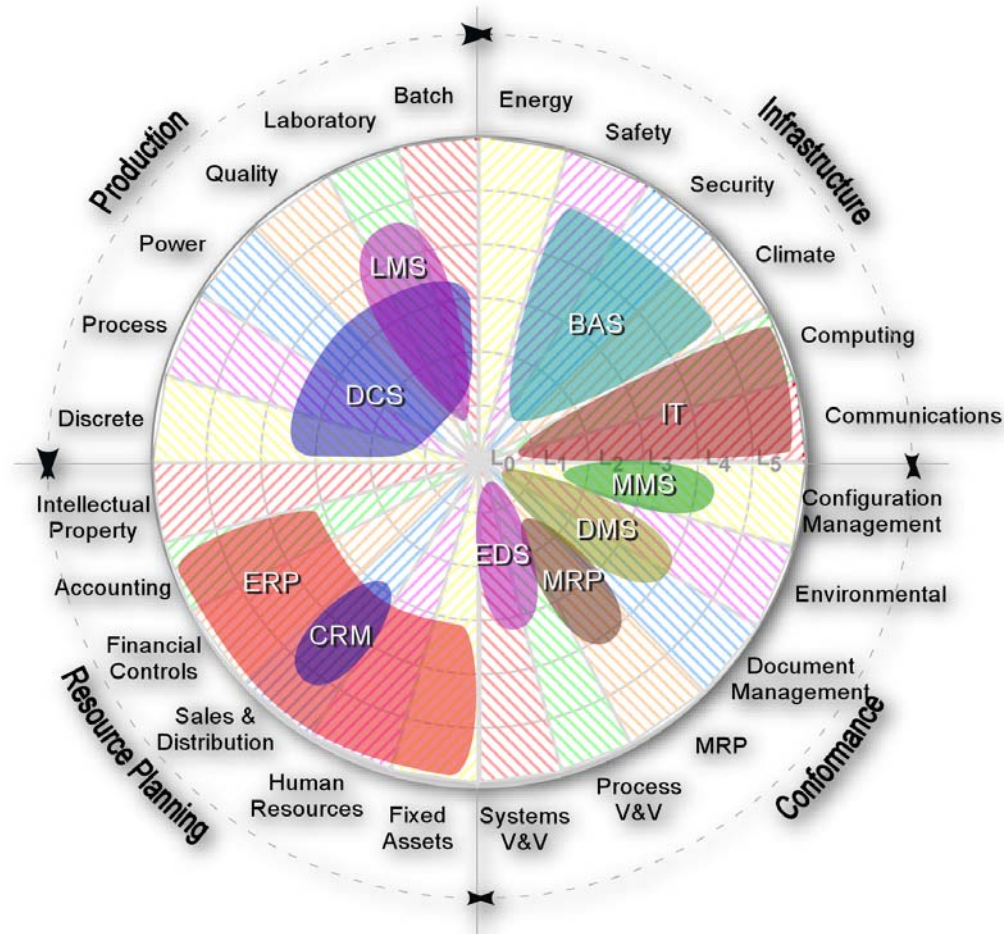 Batch
Energy
Laboratory
Safety
Production
Infrastructure
Quality
Security
Power
Climate
LMS
BAS
Process
Computing
DCS
IT
Discrete
Communications
L0 L1 L2 L3 L4 L5
MMS
Intellectual
Property
Configuration
Management
DMS
EDS
MRP
ERP
Accounting
Environmental
CRM
Financial
Controls
Document
Management
Resource Planning
Conformance
Sales &
Distribution
MRP
Human
Resources
Process
V&V
Fixed
Assets
Systems
V&V